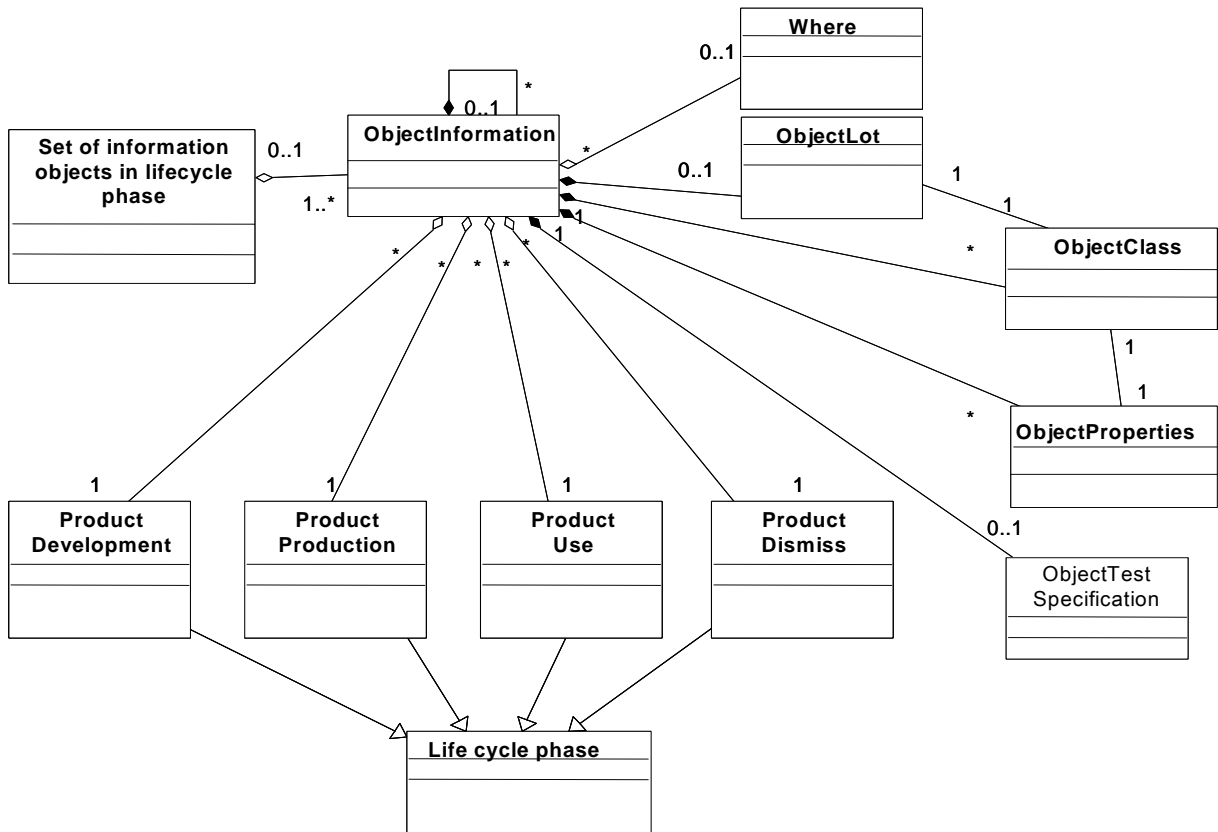 Where
0..1
*
0..1
ObjectInformation
ObjectLot
Set of information
objects in lifecycle
phase
0..1
*
0..1
1
1..*
1
1
1
ObjectClass
*
*
*
*
*
*
1
1
*
ObjectProperties
1
1
1
1
0..1
Product
Development
Product
Production
Product
Use
Product
Dismiss
ObjectTest
Specification
Life cycle phase